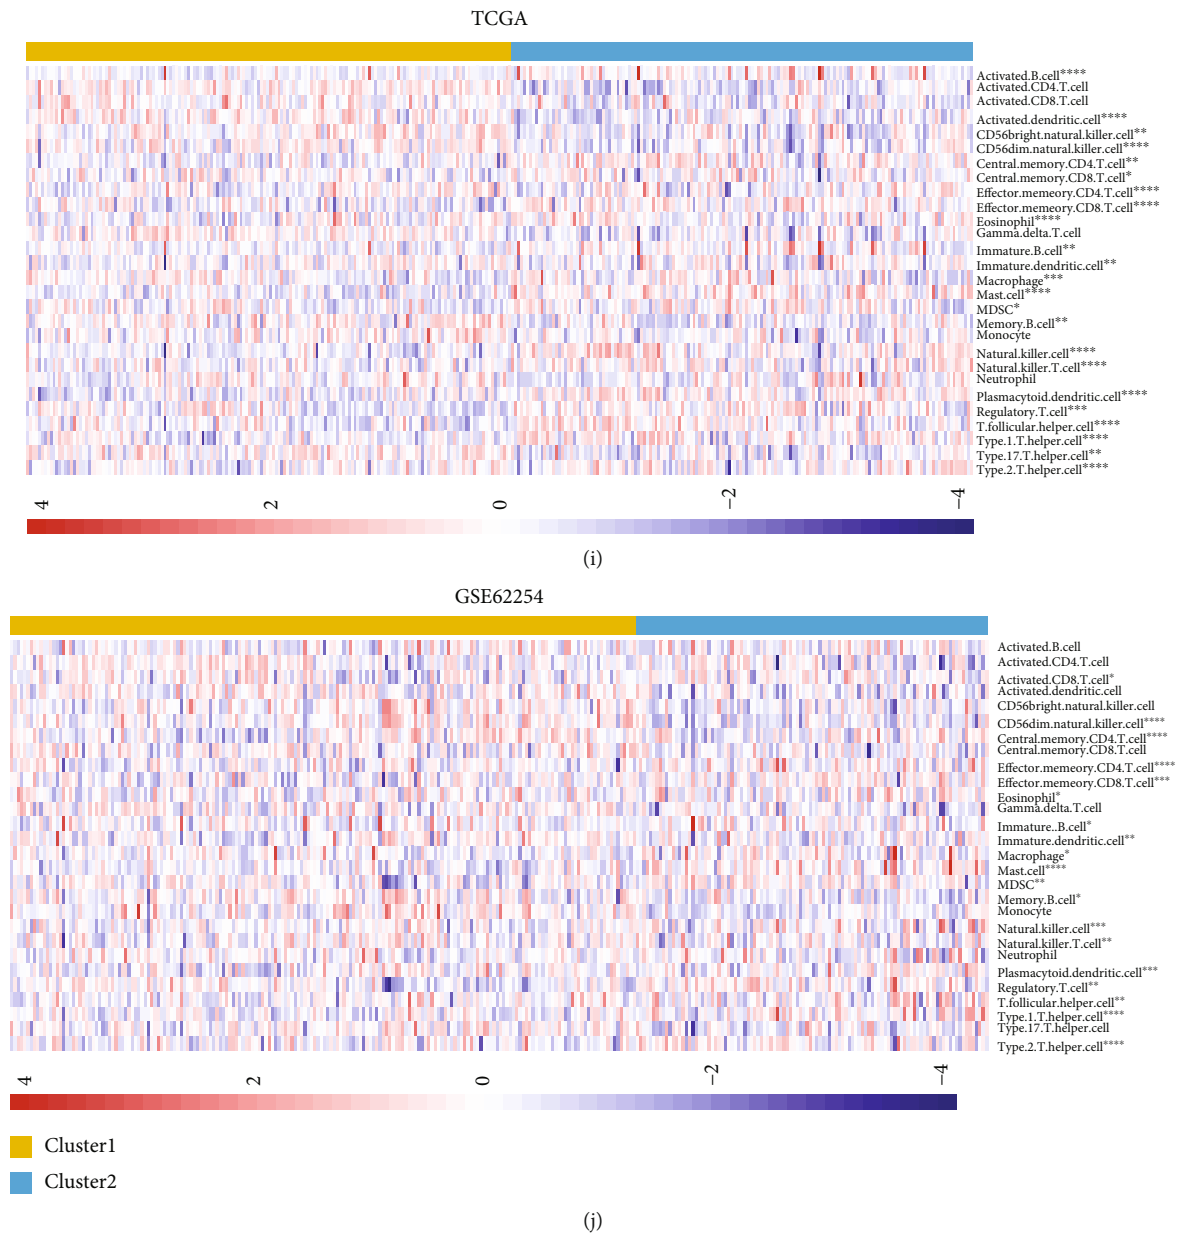 TCGA
Activated.B.cell****
Activated.CD4.T.cell
Activated.CD8.T.cell
Activated.dendritic.cell****
CD56bright.natural.killer.cell**
CD56dim.natural.killer.cell****
Central.memory.CD4.T.cell**
Central.memory.CD8.T.cell*
Effector.memeory.CD4.T.cell****
Effector.memeory.CD8.T.cell****
Eosinophil****
Gamma.delta.T.cell
Immature.B.cell**
Immature.dendritic.cell**
Macrophage***
Mast.cell****
MDSC*
Memory.B.cell**
Monocyte
Natural.killer.cell****
Natural.killer.T.cell****
Neutrophil
Plasmacytoid.dendritic.cell****
Regulatory.T.cell***
T.follicular.helper.cell****
Type.1.T.helper.cell****
Type.17.T.helper.cell**
Type.2.T.helper.cell****
4 2 0 −2 −4
(i)
GSE62254
Activated.B.cell
Activated.CD4.T.cell
Activated.CD8.T.cell*
Activated.dendritic.cell
CD56bright.natural.killer.cell
CD56dim.natural.killer.cell****
Central.memory.CD4.T.cell****
Central.memory.CD8.T.cell
Effector.memeory.CD4.T.cell****
Effector.memeory.CD8.T.cell***
Eosinophil*
Gamma.delta.T.cell
Immature..B.cell*
Immature.dendritic.cell**
Macrophage*
Mast.cell****
MDSC**
Memory.B.cell*
Monocyte
Natural.killer.cell***
Natural.killer.T.cell**
Neutrophil
Plasmacytoid.dendritic.cell***
Regulatory.T.cell**
T.follicular.helper.cell**
Type.1.T.helper.cell****
Type.17.T.helper.cell
Type.2.T.helper.cell****
4 2 0 −2 −4
Cluster1
Cluster2
(j)